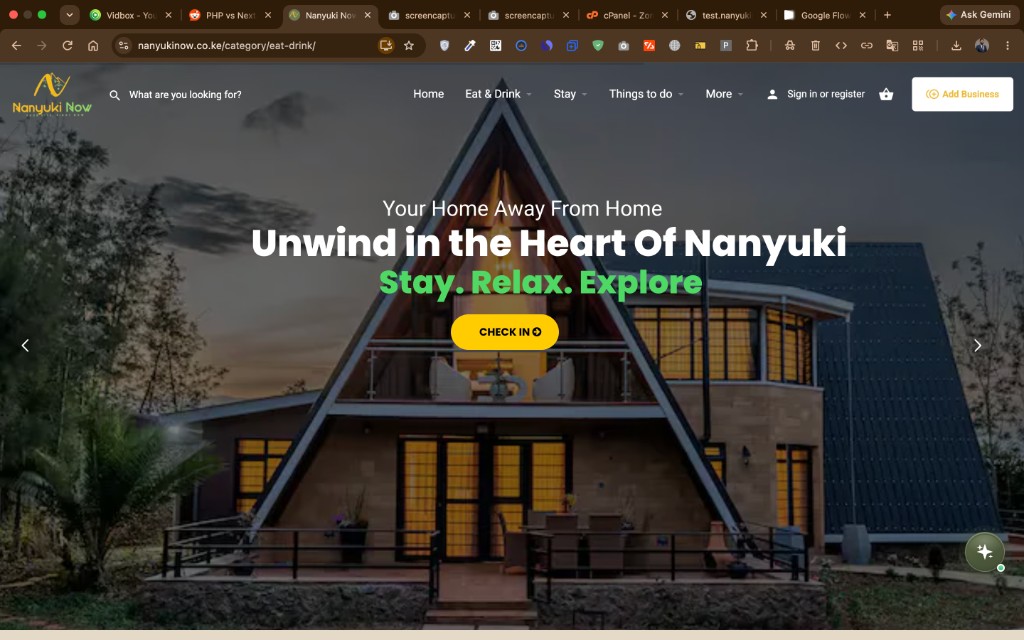 Vidbox - You
PHP vs Next
Nanyuki Now
screencaptu
screencaptu
cPanel - Zon
test.nanyuki
Google Flow
Ask Gemini
nanyukinow.co.ke/category/eat-drink/
Nanyuki Now
What are you looking for?
Home
Eat & Drink
Stay
Things to do
More
Sign in or register
Add Business
Your Home Away From Home
Unwind in the Heart Of Nanyuki
Stay. Relax. Explore
CHECK IN